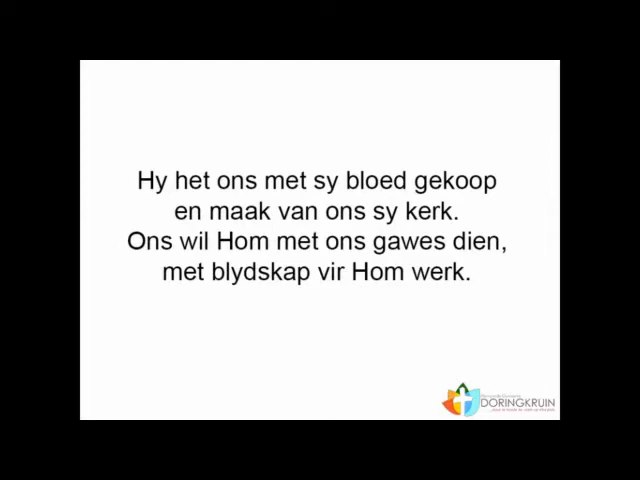 Hy het ons met sy bloed gekoop
en maak van ons sy kerk.
Ons wil Hom met ons gawes dien,
met blydskap vir Hom werk.
DORINGKRUIN